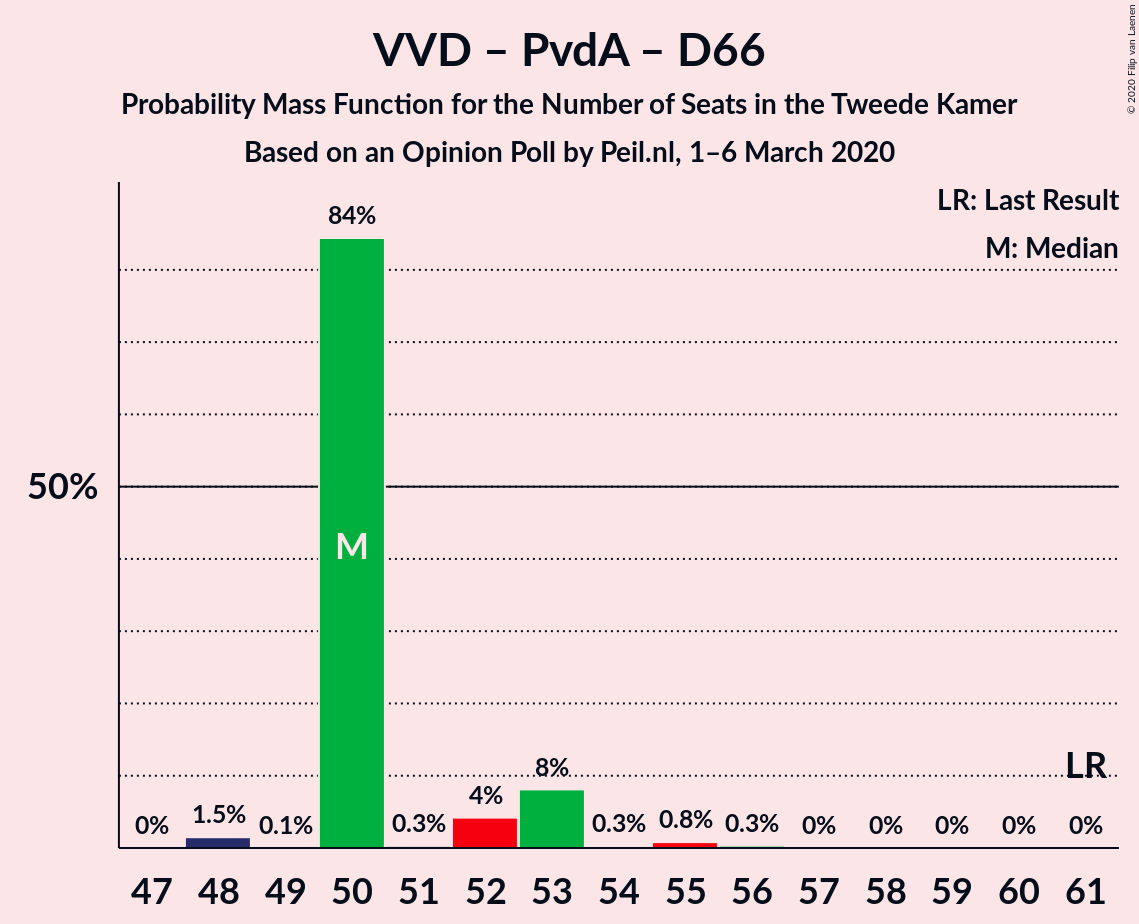 VVD – PvdA – D66
Probability Mass Function for the Number of Seats in the Tweede Kamer
Based on an Opinion Poll by Peil.nl, 1–6 March 2020
© 2020 Filip van Laenen
LR: Last Result
M: Median
50%
0%
1.5%
0.1%
84%
M
0.3%
4%
8%
0.3%
0.8%
0.3%
0%
0%
0%
0%
0%
LR
47 48 49 50 51 52 53 54 55 56 57 58 59 60 61